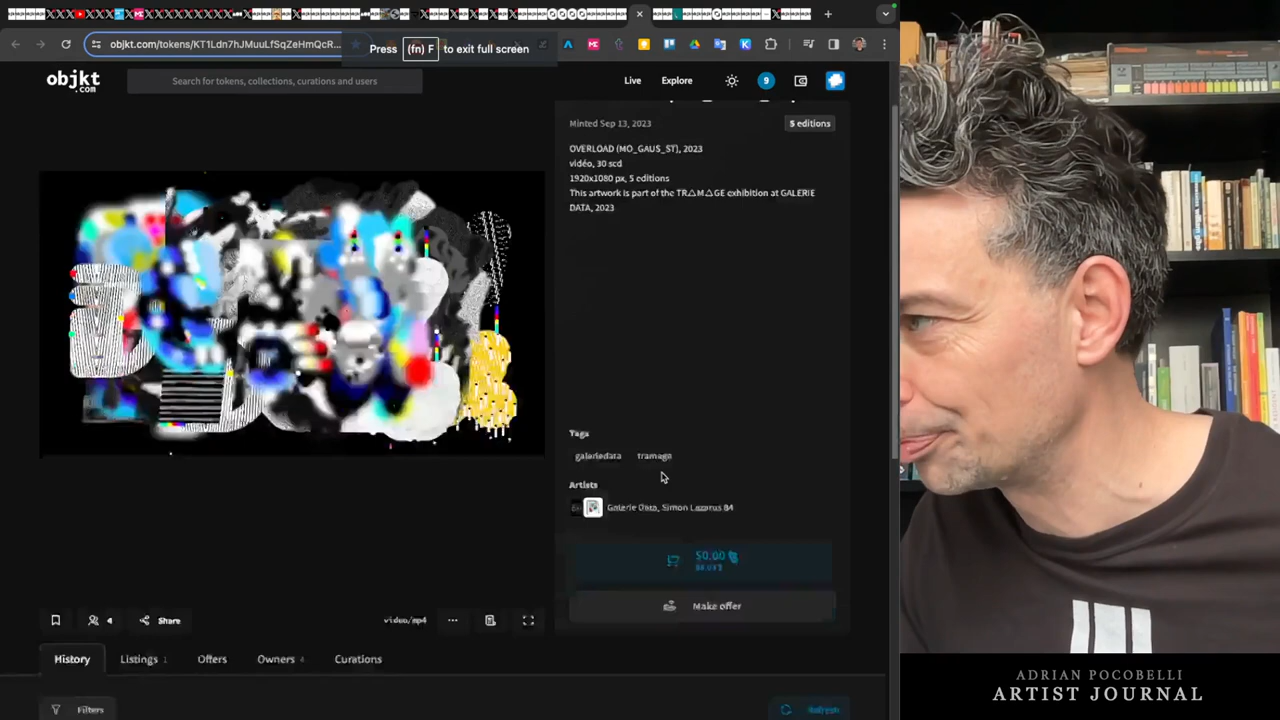 objkt.com/tokens/KT1Ldn7hJMuuLfSqZeHmQcR...
Press (fn) F to exit full screen
objkt
.com
Search for tokens, collections, curations and users
Live
Explore
9
Minted Sep 13, 2023
5 editions
OVERLOAD (MO_GAUS_ST), 2023
vidéo, 30 scd
1920x1080 px, 5 editions
This artwork is part of the TR△M△GE exhibition at GALERIE
DATA, 2023
Tags
galeriedata
tramage
Artists
Galerie Data, Simon Lazarus 84
50.00
Make offer
4
Share
video/mp4
History
Listings 1
Offers
Owners 4
Curations
Filters
Refresh
ADRIAN POCOBELLI
ARTIST JOURNAL